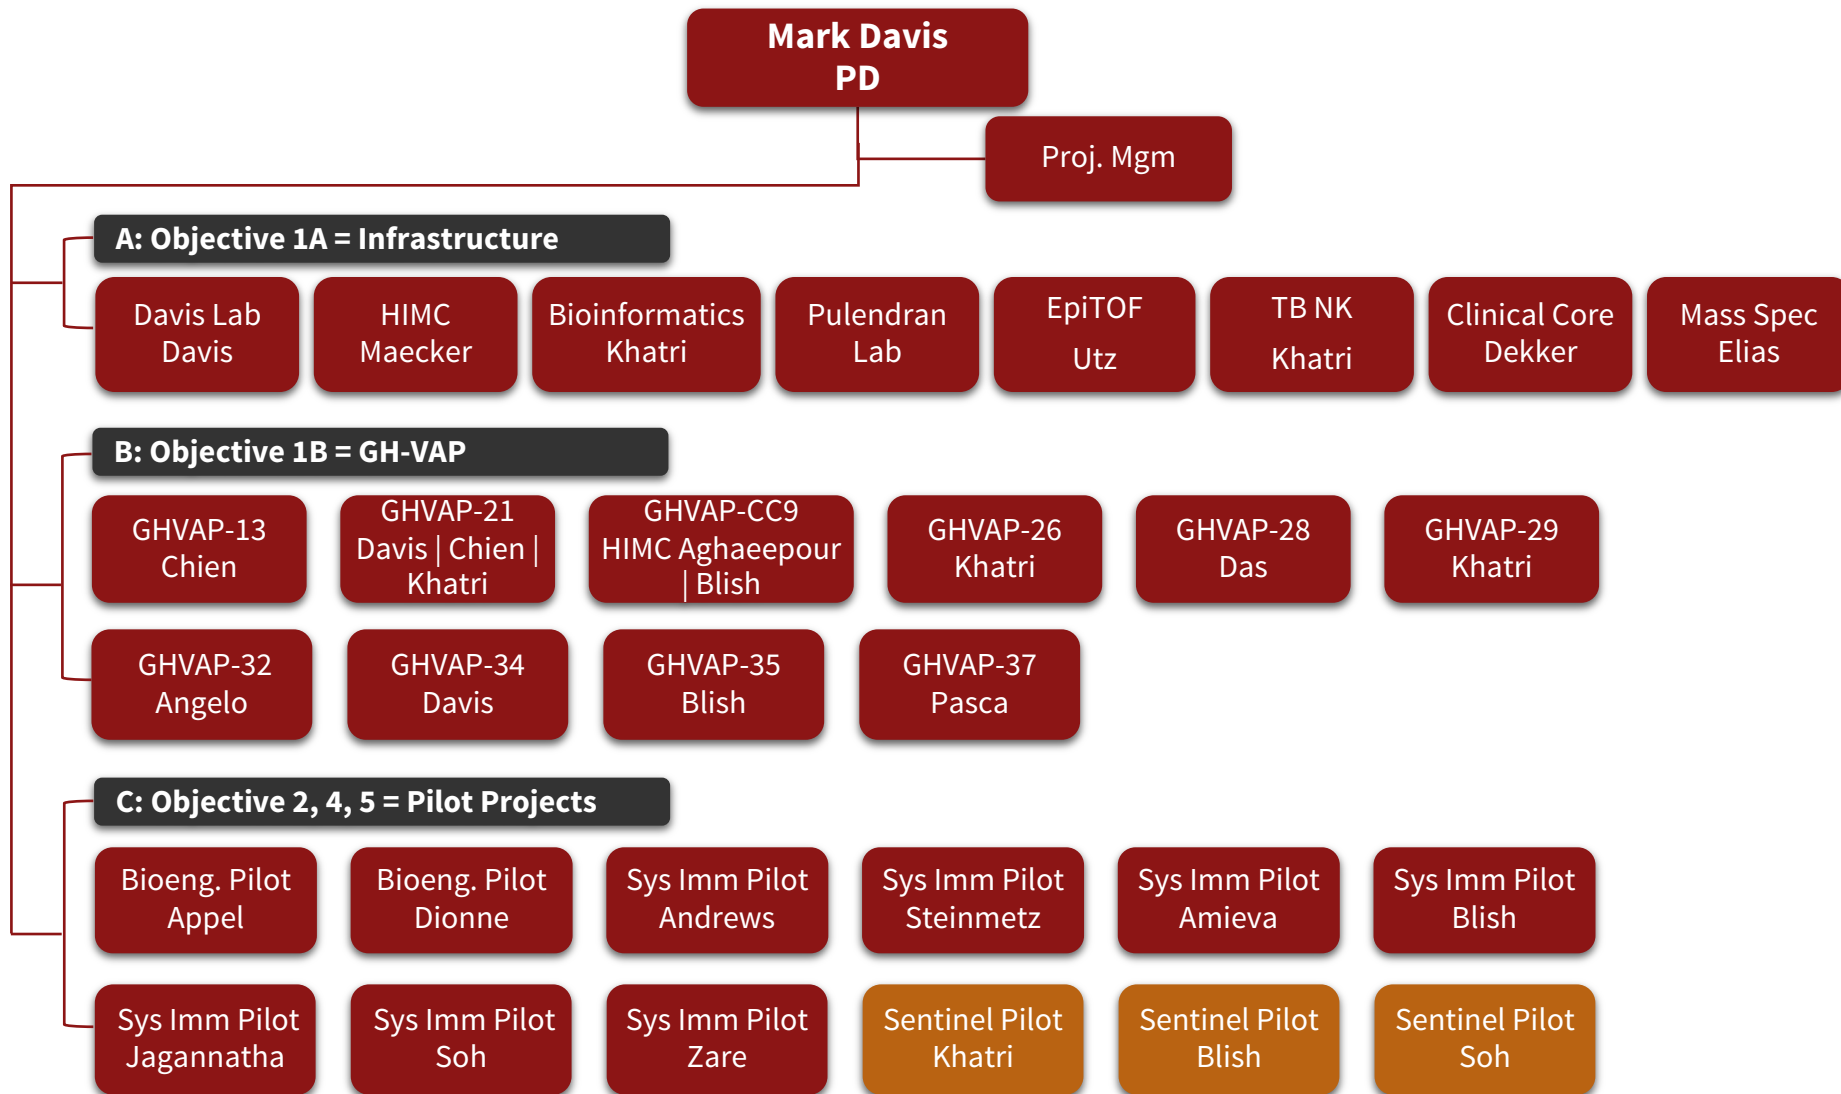 Mark Davis
PD
Proj. Mgm
A: Objective 1A = Infrastructure
Davis Lab
Davis
HIMC
Maecker
Bioinformatics
Khatri
Pulendran
Lab
EpiTOF
Utz
TB NK
Khatri
Clinical Core
Dekker
Mass Spec
Elias
B: Objective 1B = GH-VAP
GHVAP-13
Chien
GHVAP-21
Davis | Chien |
Khatri
GHVAP-CC9
HIMC Aghaeepour
| Blish
GHVAP-26
Khatri
GHVAP-28
Das
GHVAP-29
Khatri
GHVAP-32
Angelo
GHVAP-34
Davis
GHVAP-35
Blish
GHVAP-37
Pasca
C: Objective 2, 4, 5 = Pilot Projects
Bioeng. Pilot
Appel
Bioeng. Pilot
Dionne
Sys Imm Pilot
Andrews
Sys Imm Pilot
Steinmetz
Sys Imm Pilot
Amieva
Sys Imm Pilot
Blish
Sys Imm Pilot
Jagannatha
Sys Imm Pilot
Soh
Sys Imm Pilot
Zare
Sentinel Pilot
Khatri
Sentinel Pilot
Blish
Sentinel Pilot
Soh